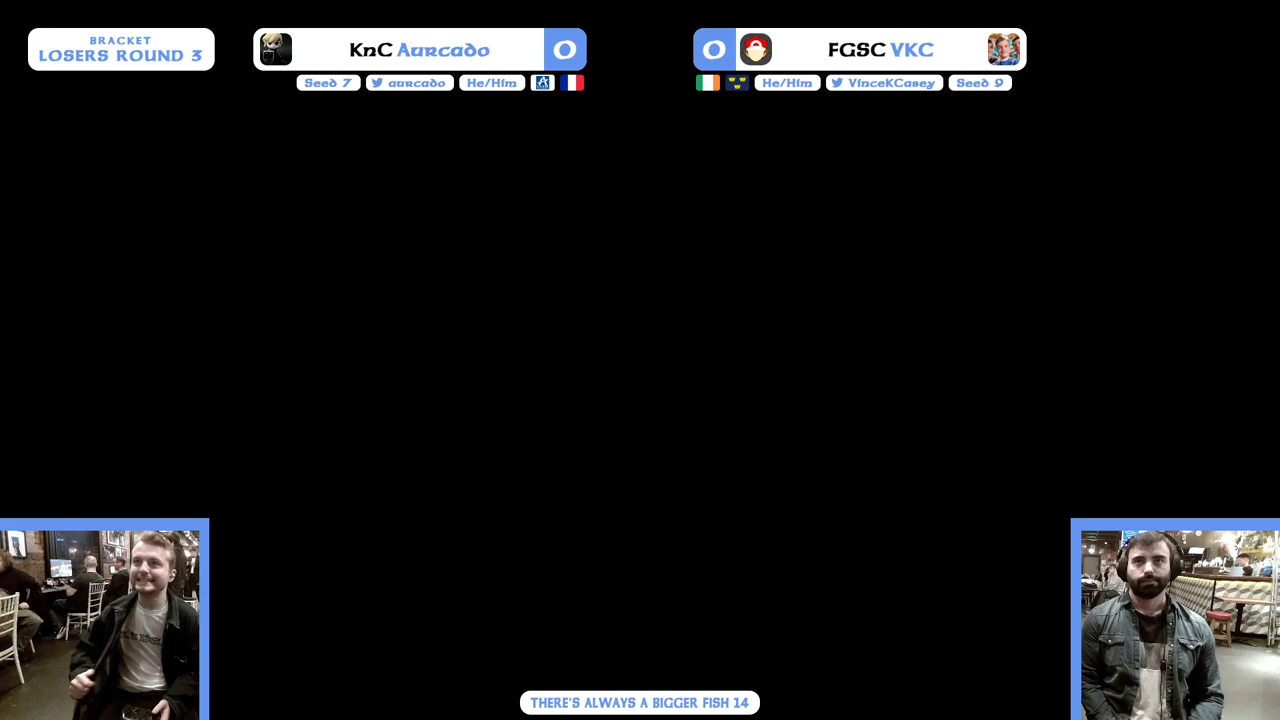 BRACKET
LOSERS ROUND 3
KnC Aurcado 0
Seed 7 aurcado He/Him
0 FGSC VKC
He/Him VinceKCasey Seed 9
THERE'S ALWAYS A BIGGER FISH 14